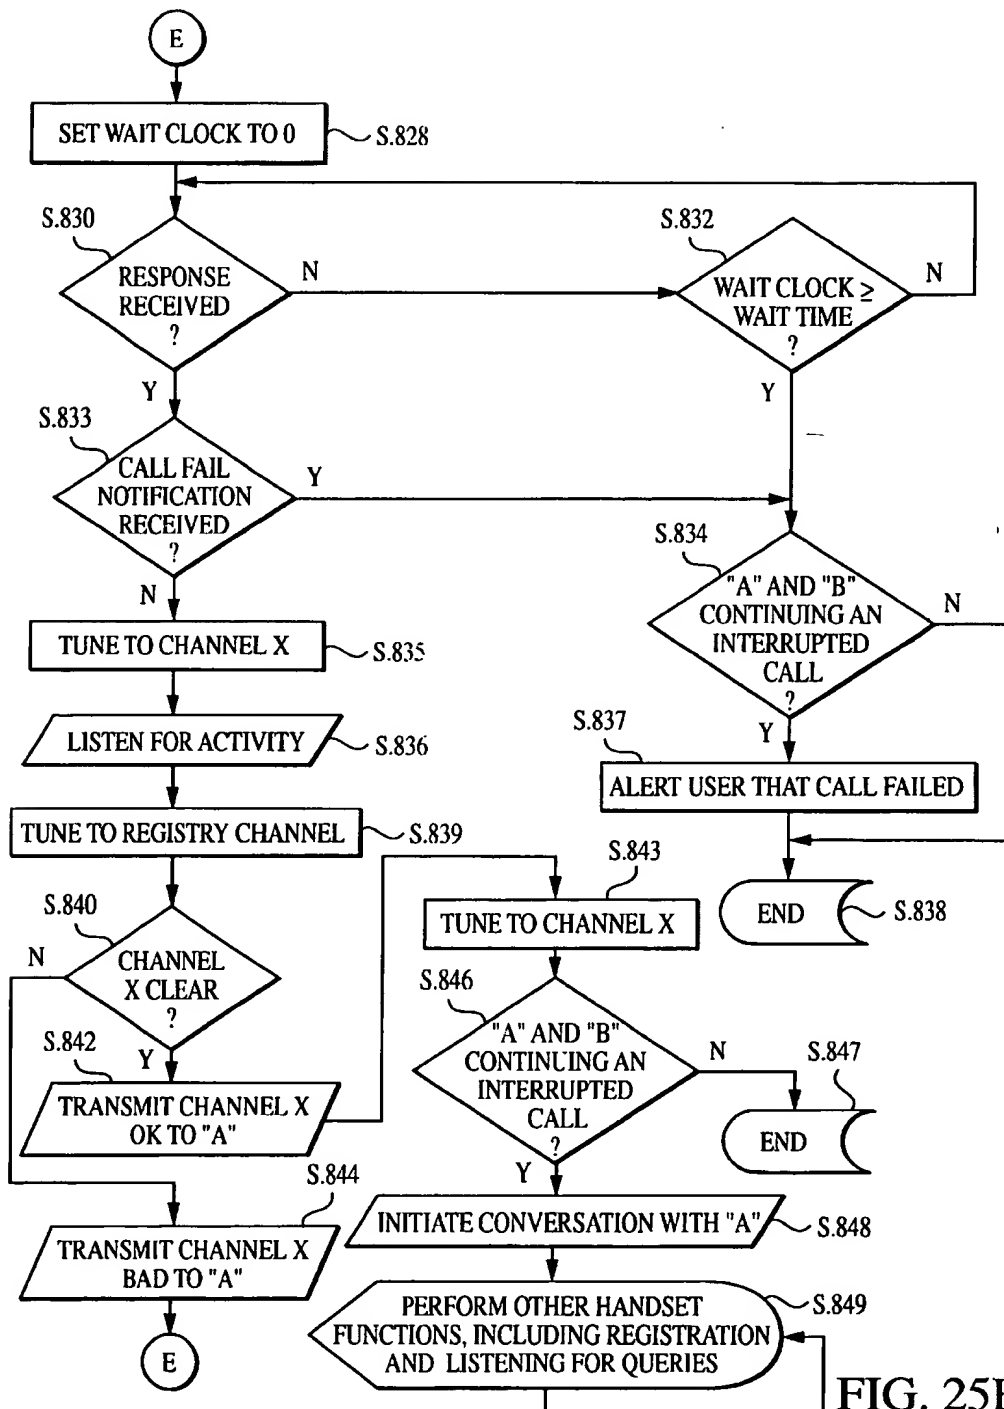 E
SET WAIT CLOCK TO 0
S.828
S.830
RESPONSE
RECEIVED
?
N
Y
S.832
WAIT CLOCK ≥
WAIT TIME
?
N
Y
S.833
CALL FAIL
NOTIFICATION
RECEIVED
?
Y
N
S.834
"A" AND "B"
CONTINUING AN
INTERRUPTED
CALL
?
N
Y
TUNE TO CHANNEL X
S.835
LISTEN FOR ACTIVITY
S.836
S.837
ALERT USER THAT CALL FAILED
TUNE TO REGISTRY CHANNEL
S.839
END
S.838
S.840
CHANNEL
X CLEAR
?
N
Y
S.843
TUNE TO CHANNEL X
S.842
TRANSMIT CHANNEL X
OK TO "A"
S.846
"A" AND "B"
CONTINUING AN
INTERRUPTED
CALL
?
N
Y
S.847
END
S.844
TRANSMIT CHANNEL X
BAD TO "A"
E
INITIATE CONVERSATION WITH "A"
S.848
PERFORM OTHER HANDSET
FUNCTIONS, INCLUDING REGISTRATION
AND LISTENING FOR QUERIES
S.849
FIG.